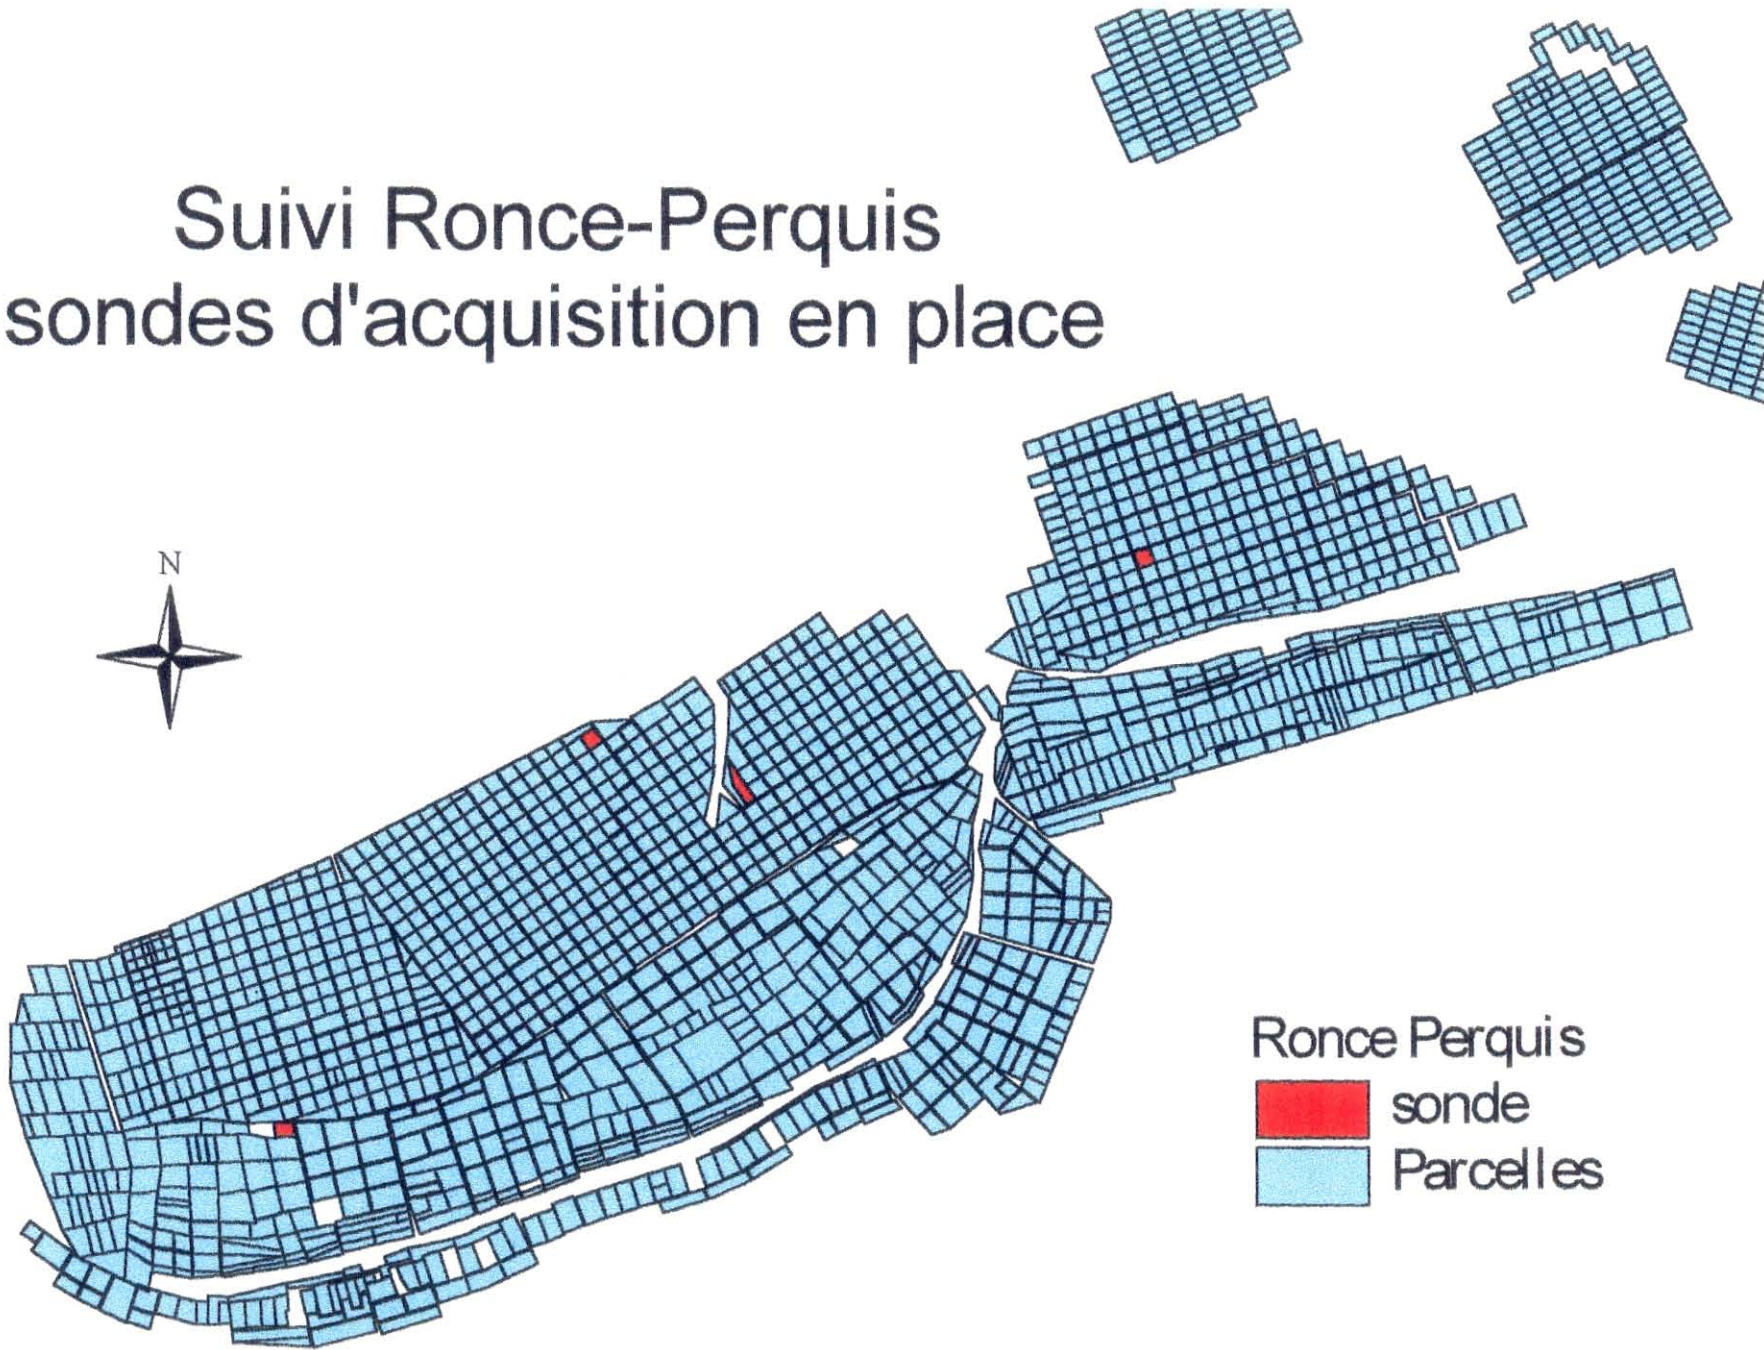 Suivi Ronce-Perquis
sondes d'acquisition en place
N
Ronce Perquis
sonde
Parcelles